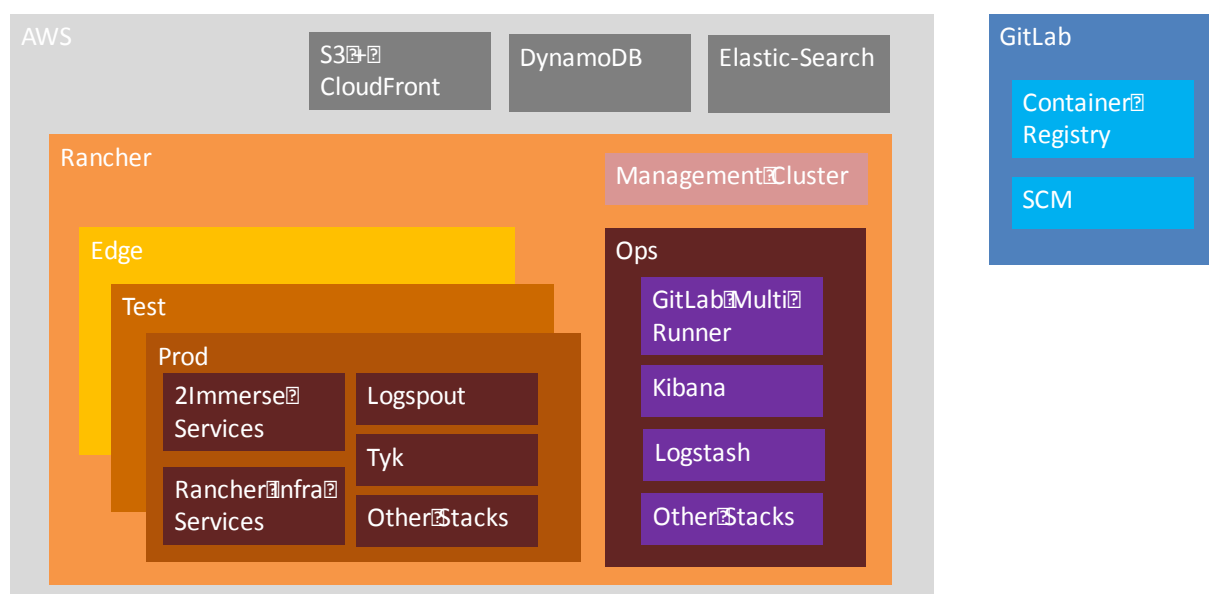 AWS
S3 + 
CloudFront
DynamoDB
Elastic-Search
GitLab
Container
Registry
SCM
Rancher
Management Cluster
Edge
Test
Prod
2Immerse
Services
Rancher Infra
Services
Logspout
Tyk
Other Stacks
Ops
GitLab Multi
Runner
Kibana
Logstash
Other Stacks